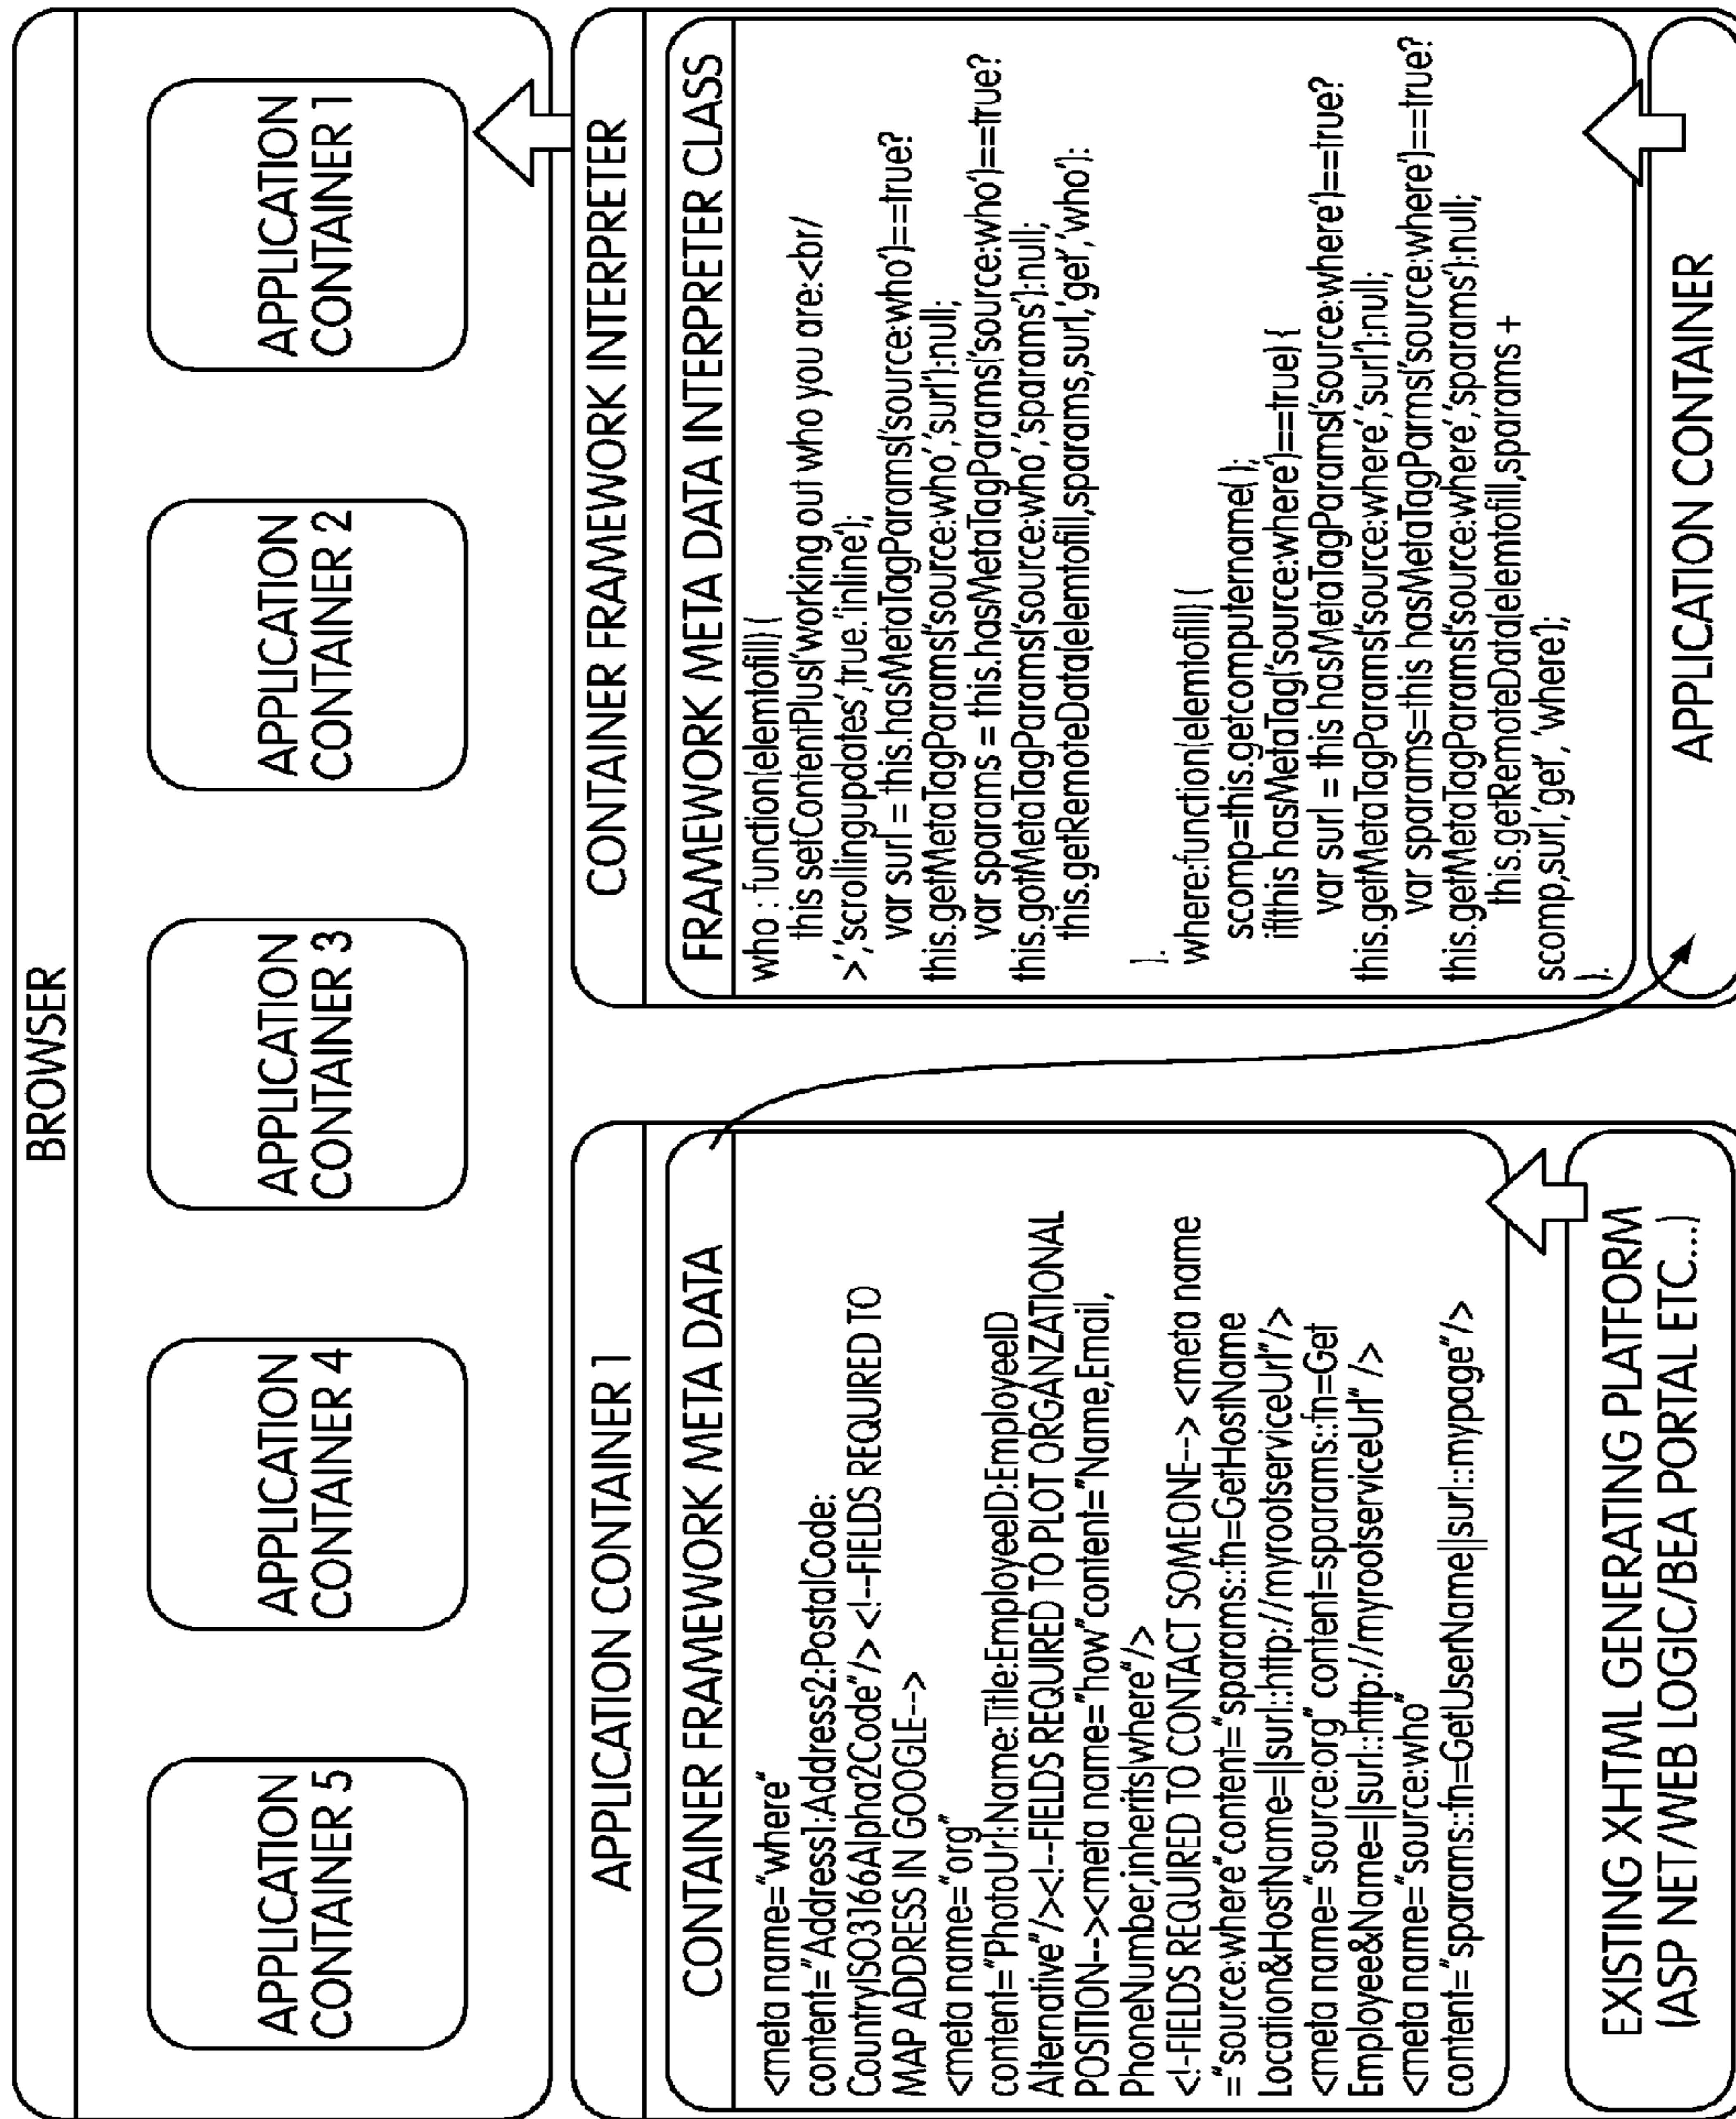 BROWSER
APPLICATION
CONTAINER 5
APPLICATION
CONTAINER 4
APPLICATION
CONTAINER 3
APPLICATION
CONTAINER 2
APPLICATION
CONTAINER 1
APPLICATION CONTAINER 1
CONTAINER FRAMEWORK META DATA
<meta name="where"
content="Address1:Address2:PostalCode:
CountryISO3166Alpha2Code"/> <!--FIELDS REQUIRED TO
MAP ADDRESS IN GOOGLE-->
<meta name="org"
content="PhotoUrl:Name:Title:EmployeeID:EmployeeID
Alternative"/><!--FIELDS REQUIRED TO PLOT ORGANZATIONAL
POSITION--><meta name="how"content="Name,Email,
PhoneNumber,inherits|where"/>
<!-FIELDS REQUIRED TO CONTACT SOMEONE--> <meta name
="source:where"content="sparams::fn=GetHostName
Location&HostName=||surl::http://myrootserviceUrl"/>
<meta name="source:org" content=sparams::fn=Get
Employee&Name=||surl::http://myrootserviceUrl" />
<meta name="source:who"
content="sparams::fn=GetUserName||surl::mypage"/>
EXISTING XHTML GENERATING PLATFORM
(ASP NET/WEB LOGIC/BEA PORTAL ETC...)
CONTAINER FRAMEWORK INTERPRETER
FRAMEWORK META DATA INTERPRETER CLASS
who : function(elemtofill) {
this setContentPlus('working out who you are:<br/
>','scrollingupdates',true.'inline');
var surl = this.hasMetaTagParams('source:who')==true?
this.getMetaTagParams('source:who','surl'):null;
var sparams = this.hasMetaTagParams('source:who')==true?
this.gotMetaTagParams('source:who','sparams'):null;
this.getRemoteData(elemtofill,sparams,surl,'get','who'):
}.
where:function(elemtofill) {
scomp=this.getcomputername( );
if(this hasMetaTag('source:where')==true) {
var surl = this hasMetaTagParams('source:where')==true?
this.getMetaTagParams('source:where','surl'):null;
var sparams=this hasMetaTagParms('source:where')==true?
this.getMetaTagParams('source:where','sparams'):null;
this.getRemoteData(elemtofill,sparams +
scomp,surl,'get', 'where');
}.
APPLICATION CONTAINER